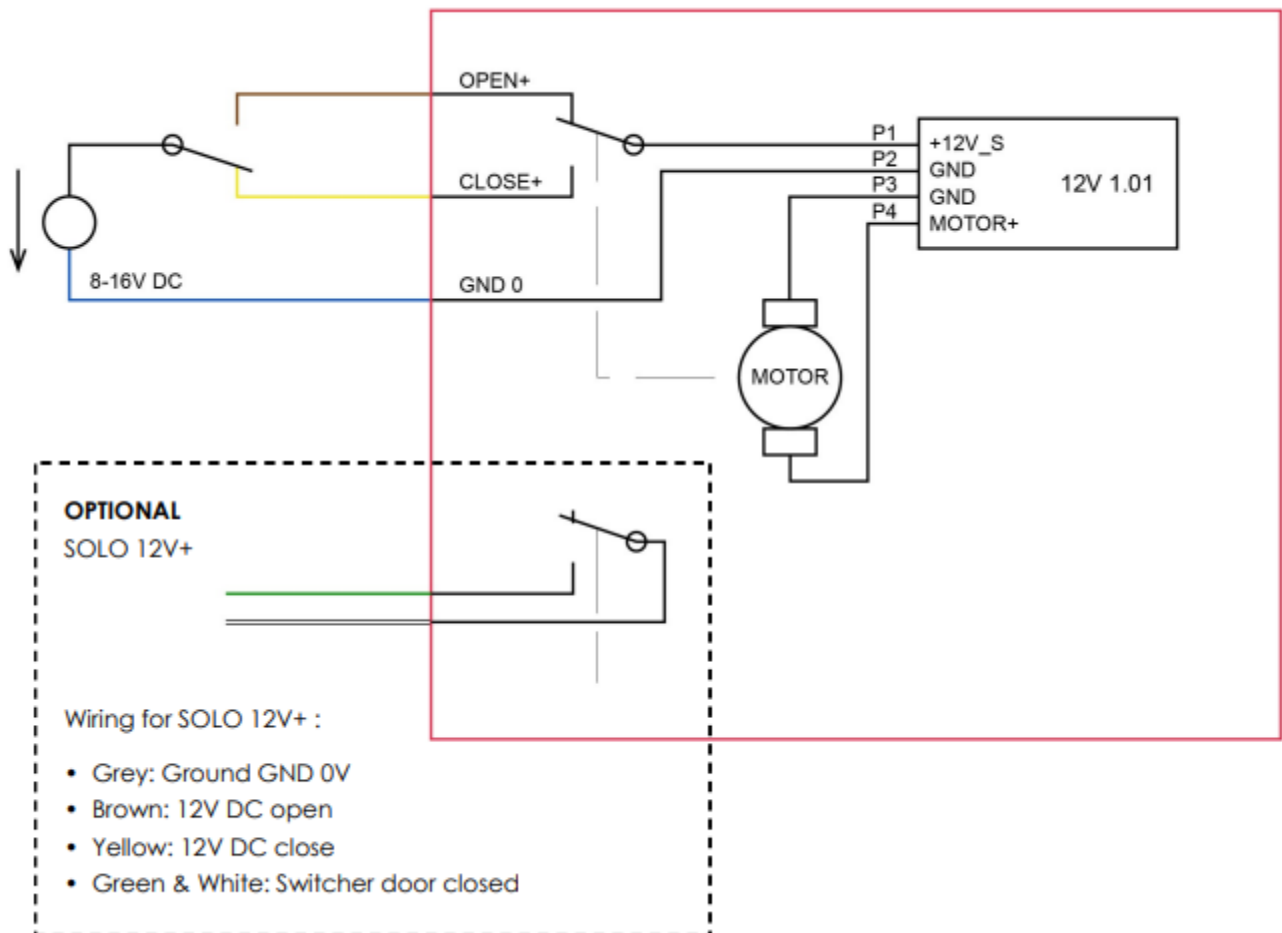 OPEN+
CLOSE+
8-16V DC
GND 0
P1
P2
P3
P4
+12V_S
GND
GND
MOTOR+
12V 1.01
MOTOR
OPTIONAL
SOLO 12V+
Wiring for SOLO 12V+ :
• Grey: Ground GND 0V
• Brown: 12V DC open
• Yellow: 12V DC close
• Green & White: Switcher door closed